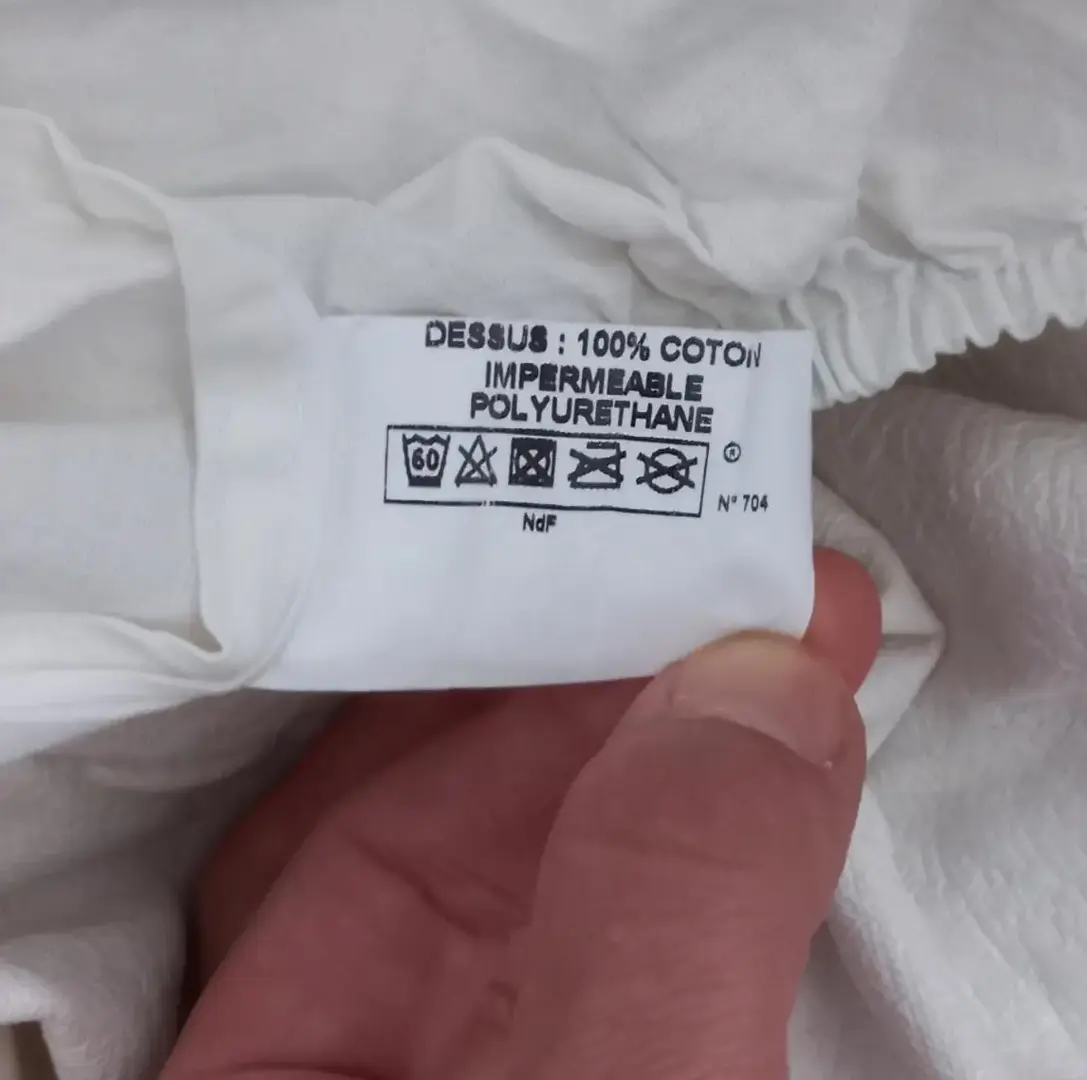 DESSUS : 100% COTON
IMPERMEABLE
POLYURETHANE
60
®
N° 704
NdF